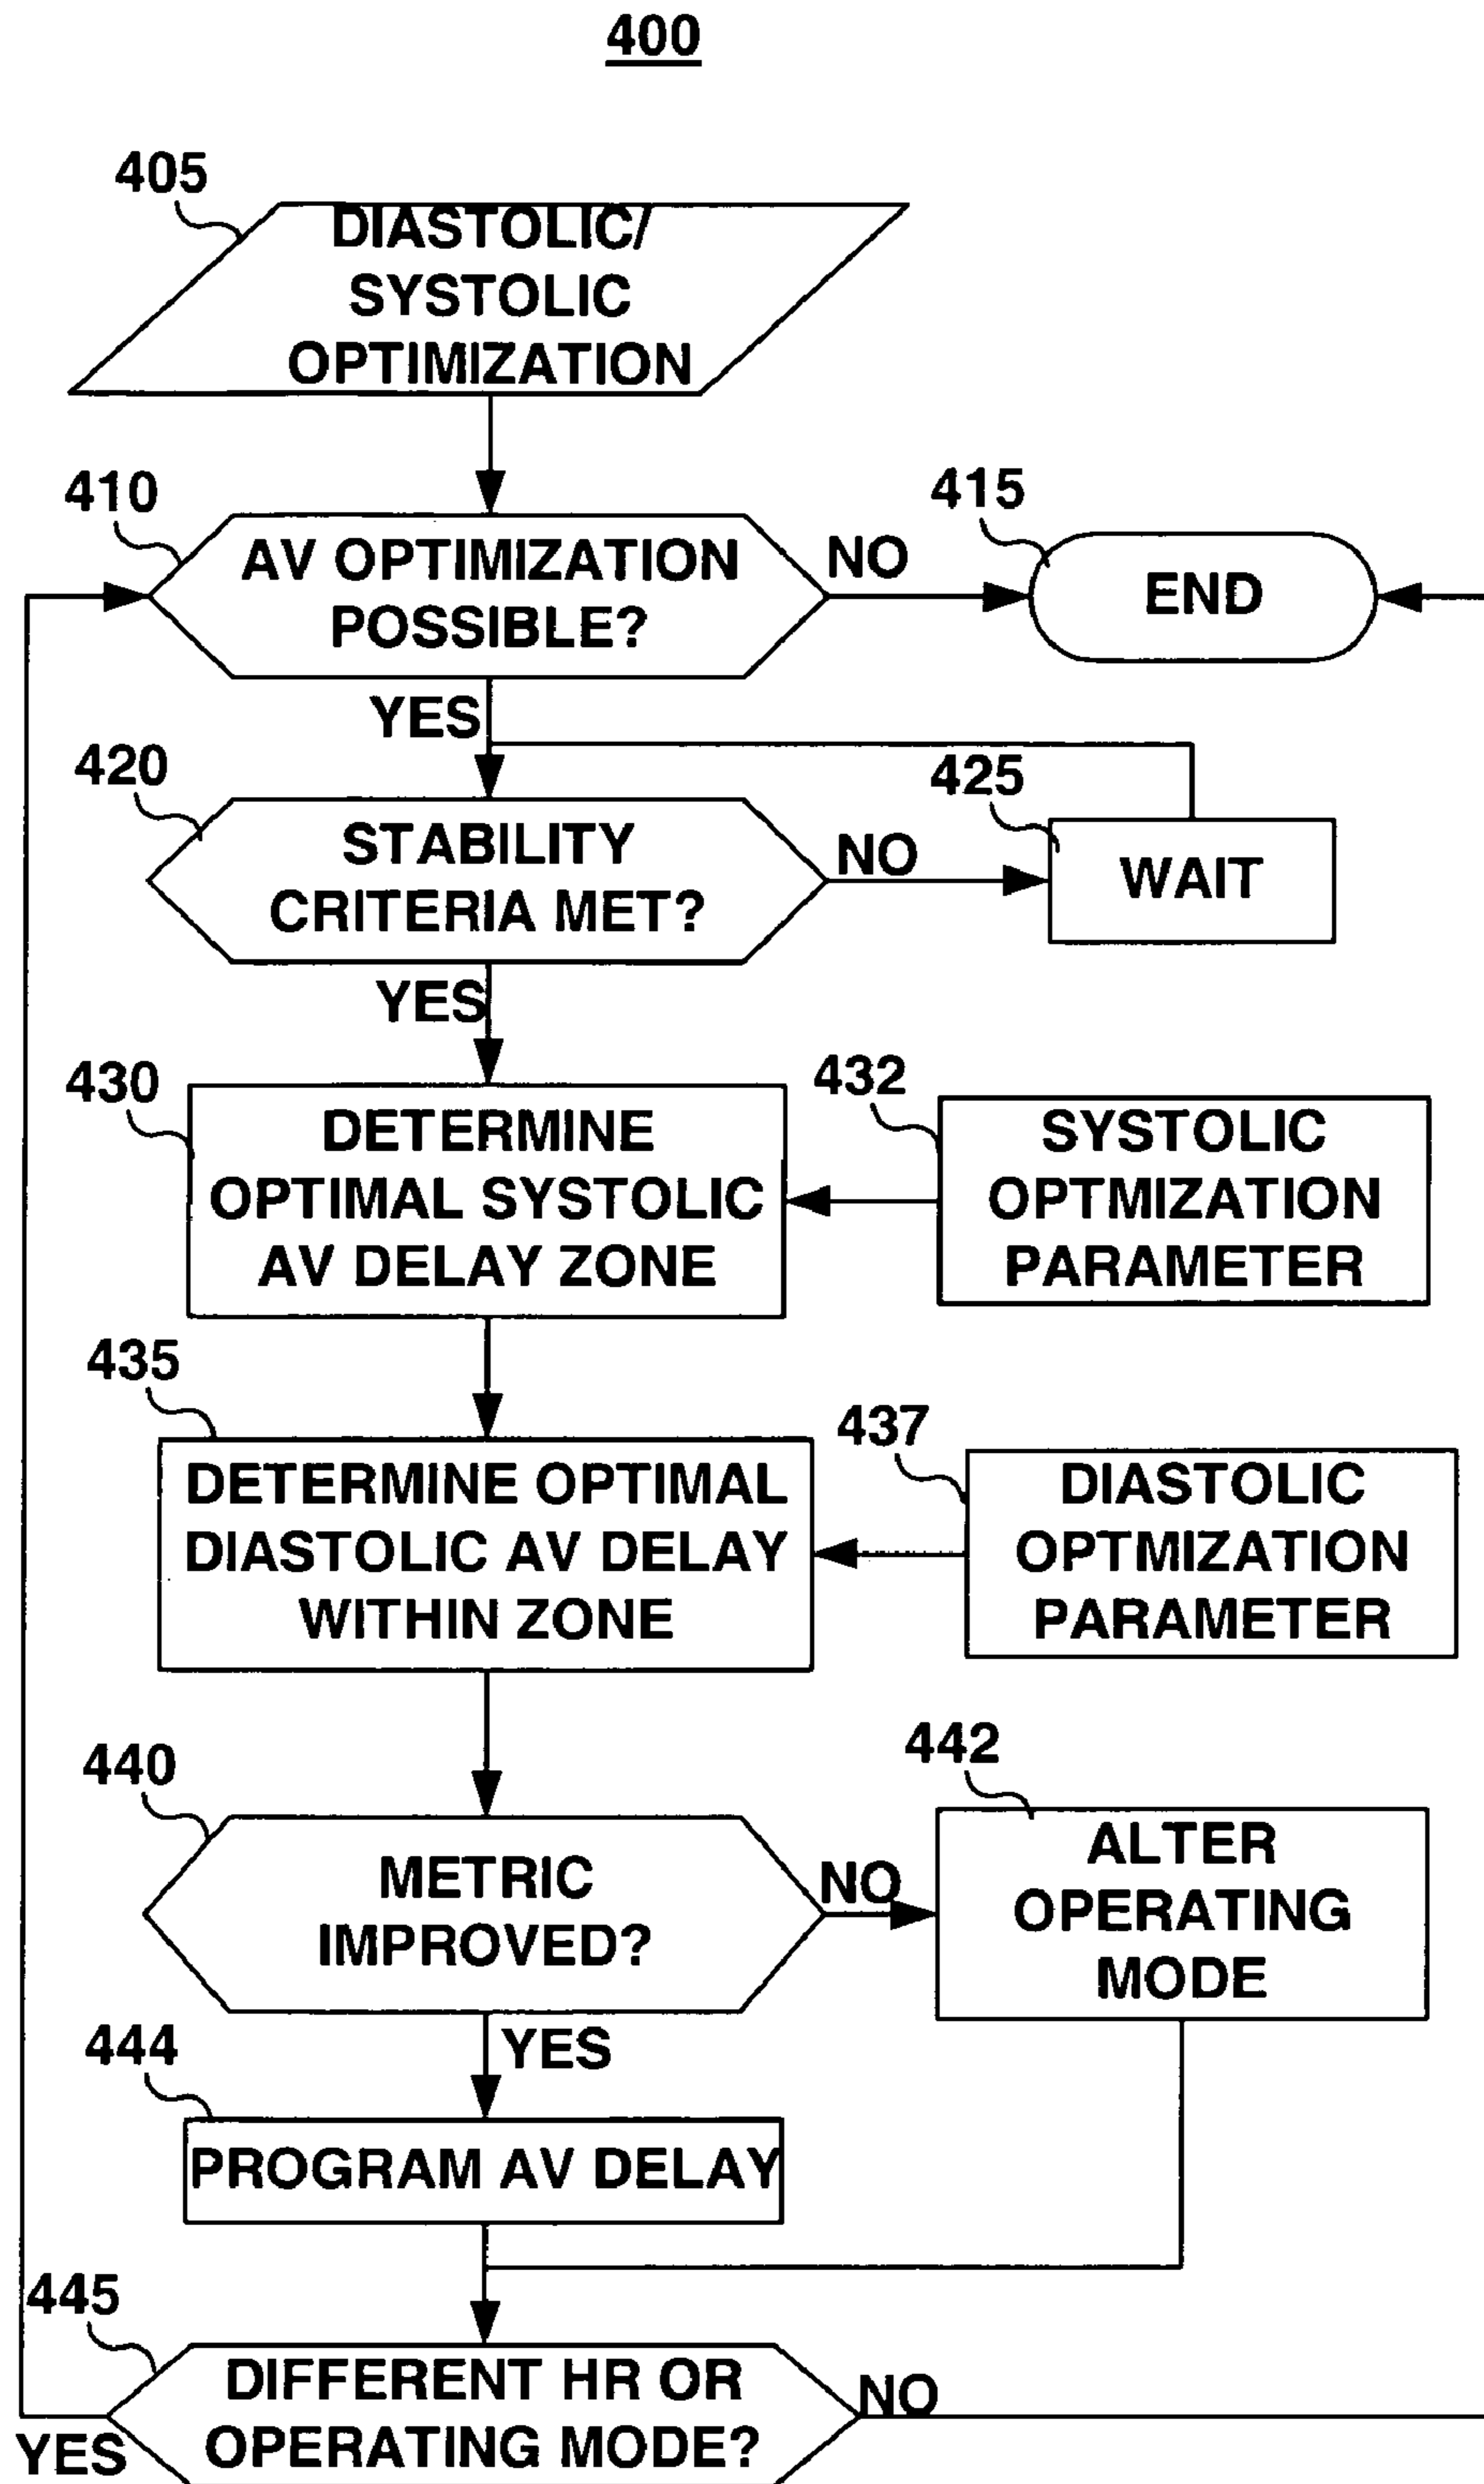 400
405
DIASTOLIC/
SYSTOLIC
OPTIMIZATION
410
AV OPTIMIZATION
POSSIBLE?
NO
415
END
YES
420
STABILITY
CRITERIA MET?
NO
425
WAIT
YES
430
DETERMINE
OPTIMAL SYSTOLIC
AV DELAY ZONE
432
SYSTOLIC
OPTMIZATION
PARAMETER
435
DETERMINE OPTIMAL
DIASTOLIC AV DELAY
WITHIN ZONE
437
DIASTOLIC
OPTMIZATION
PARAMETER
440
METRIC
IMPROVED?
NO
442
ALTER
OPERATING
MODE
YES
444
PROGRAM AV DELAY
445
DIFFERENT HR OR
OPERATING MODE?
NO
YES